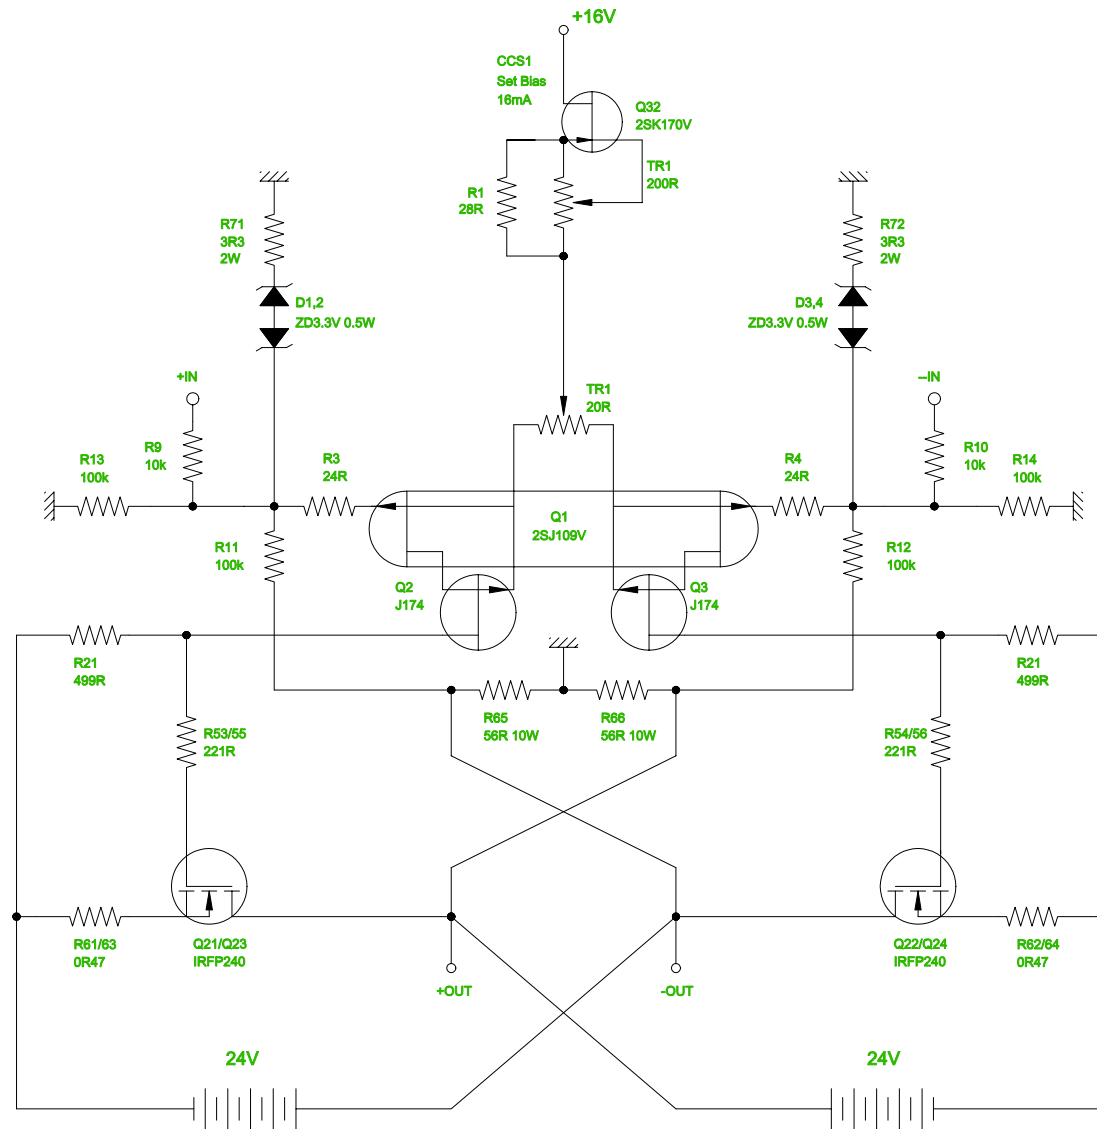 +16V
CCS1
Set Bias
16mA
Q32
2SK170V
TR1
200R
R1
28R
R71
3R3
2W
R72
3R3
2W
D1,2
ZD3.3V 0.5W
D3,4
ZD3.3V 0.5W
+IN
--IN
TR1
20R
R13
100k
R9
10k
R3
24R
R4
24R
R10
10k
R14
100k
Q1
2SJ109V
R11
100k
R12
100k
Q2
J174
Q3
J174
R21
499R
R21
499R
R65
56R 10W
R66
56R 10W
R53/55
221R
R54/56
221R
R61/63
0R47
Q21/Q23
IRFP240
Q22/Q24
IRFP240
R62/64
0R47
+OUT
-OUT
24V
24V